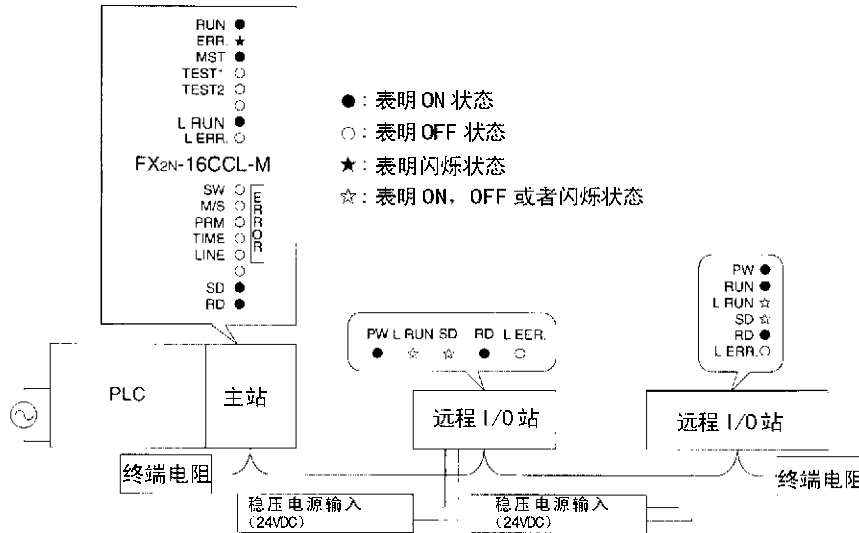 RUN ●
ERR. ★
MST ●
TEST1 ○
TEST2 ○
○
L RUN ●
L ERR. ○
FX2N-16CCL-M
SW ○
M/S ○
PRM ○
TIME ○
LINE ○
ERROR
○
SD ●
RD ●
●：表明 ON 状态
○：表明 OFF 状态
★：表明闪烁状态
☆：表明 ON，OFF 或者闪烁状态
PW L RUN SD RD L EER.
● ☆ ☆ ● ○
PW ●
RUN ●
L RUN ☆
SD ☆
RD ●
L ERR. ○
PLC
主站
远程 I/O 站
远程 I/O 站
终端电阻
终端电阻
稳压电源输入
（24VDC）
稳压电源输入
（24VDC）